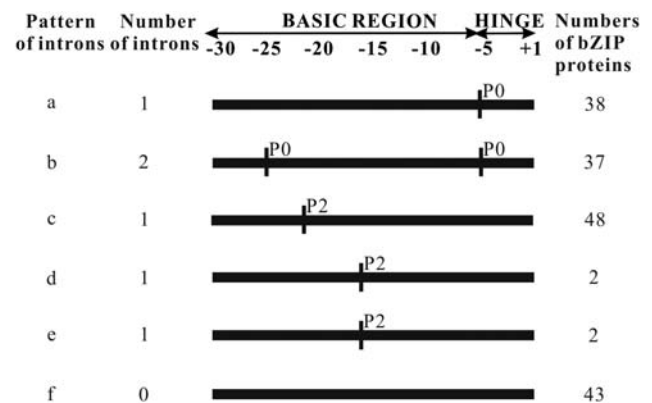 Pattern of introns
Number of introns
BASIC REGION
HINGE
Numbers of bZIP proteins
-30 -25 -20 -15 -10 -5 +1
a 1 P0 38
b 2 P0 P0 37
c 1 P2 48
d 1 P2 2
e 1 P2 2
f 0 43